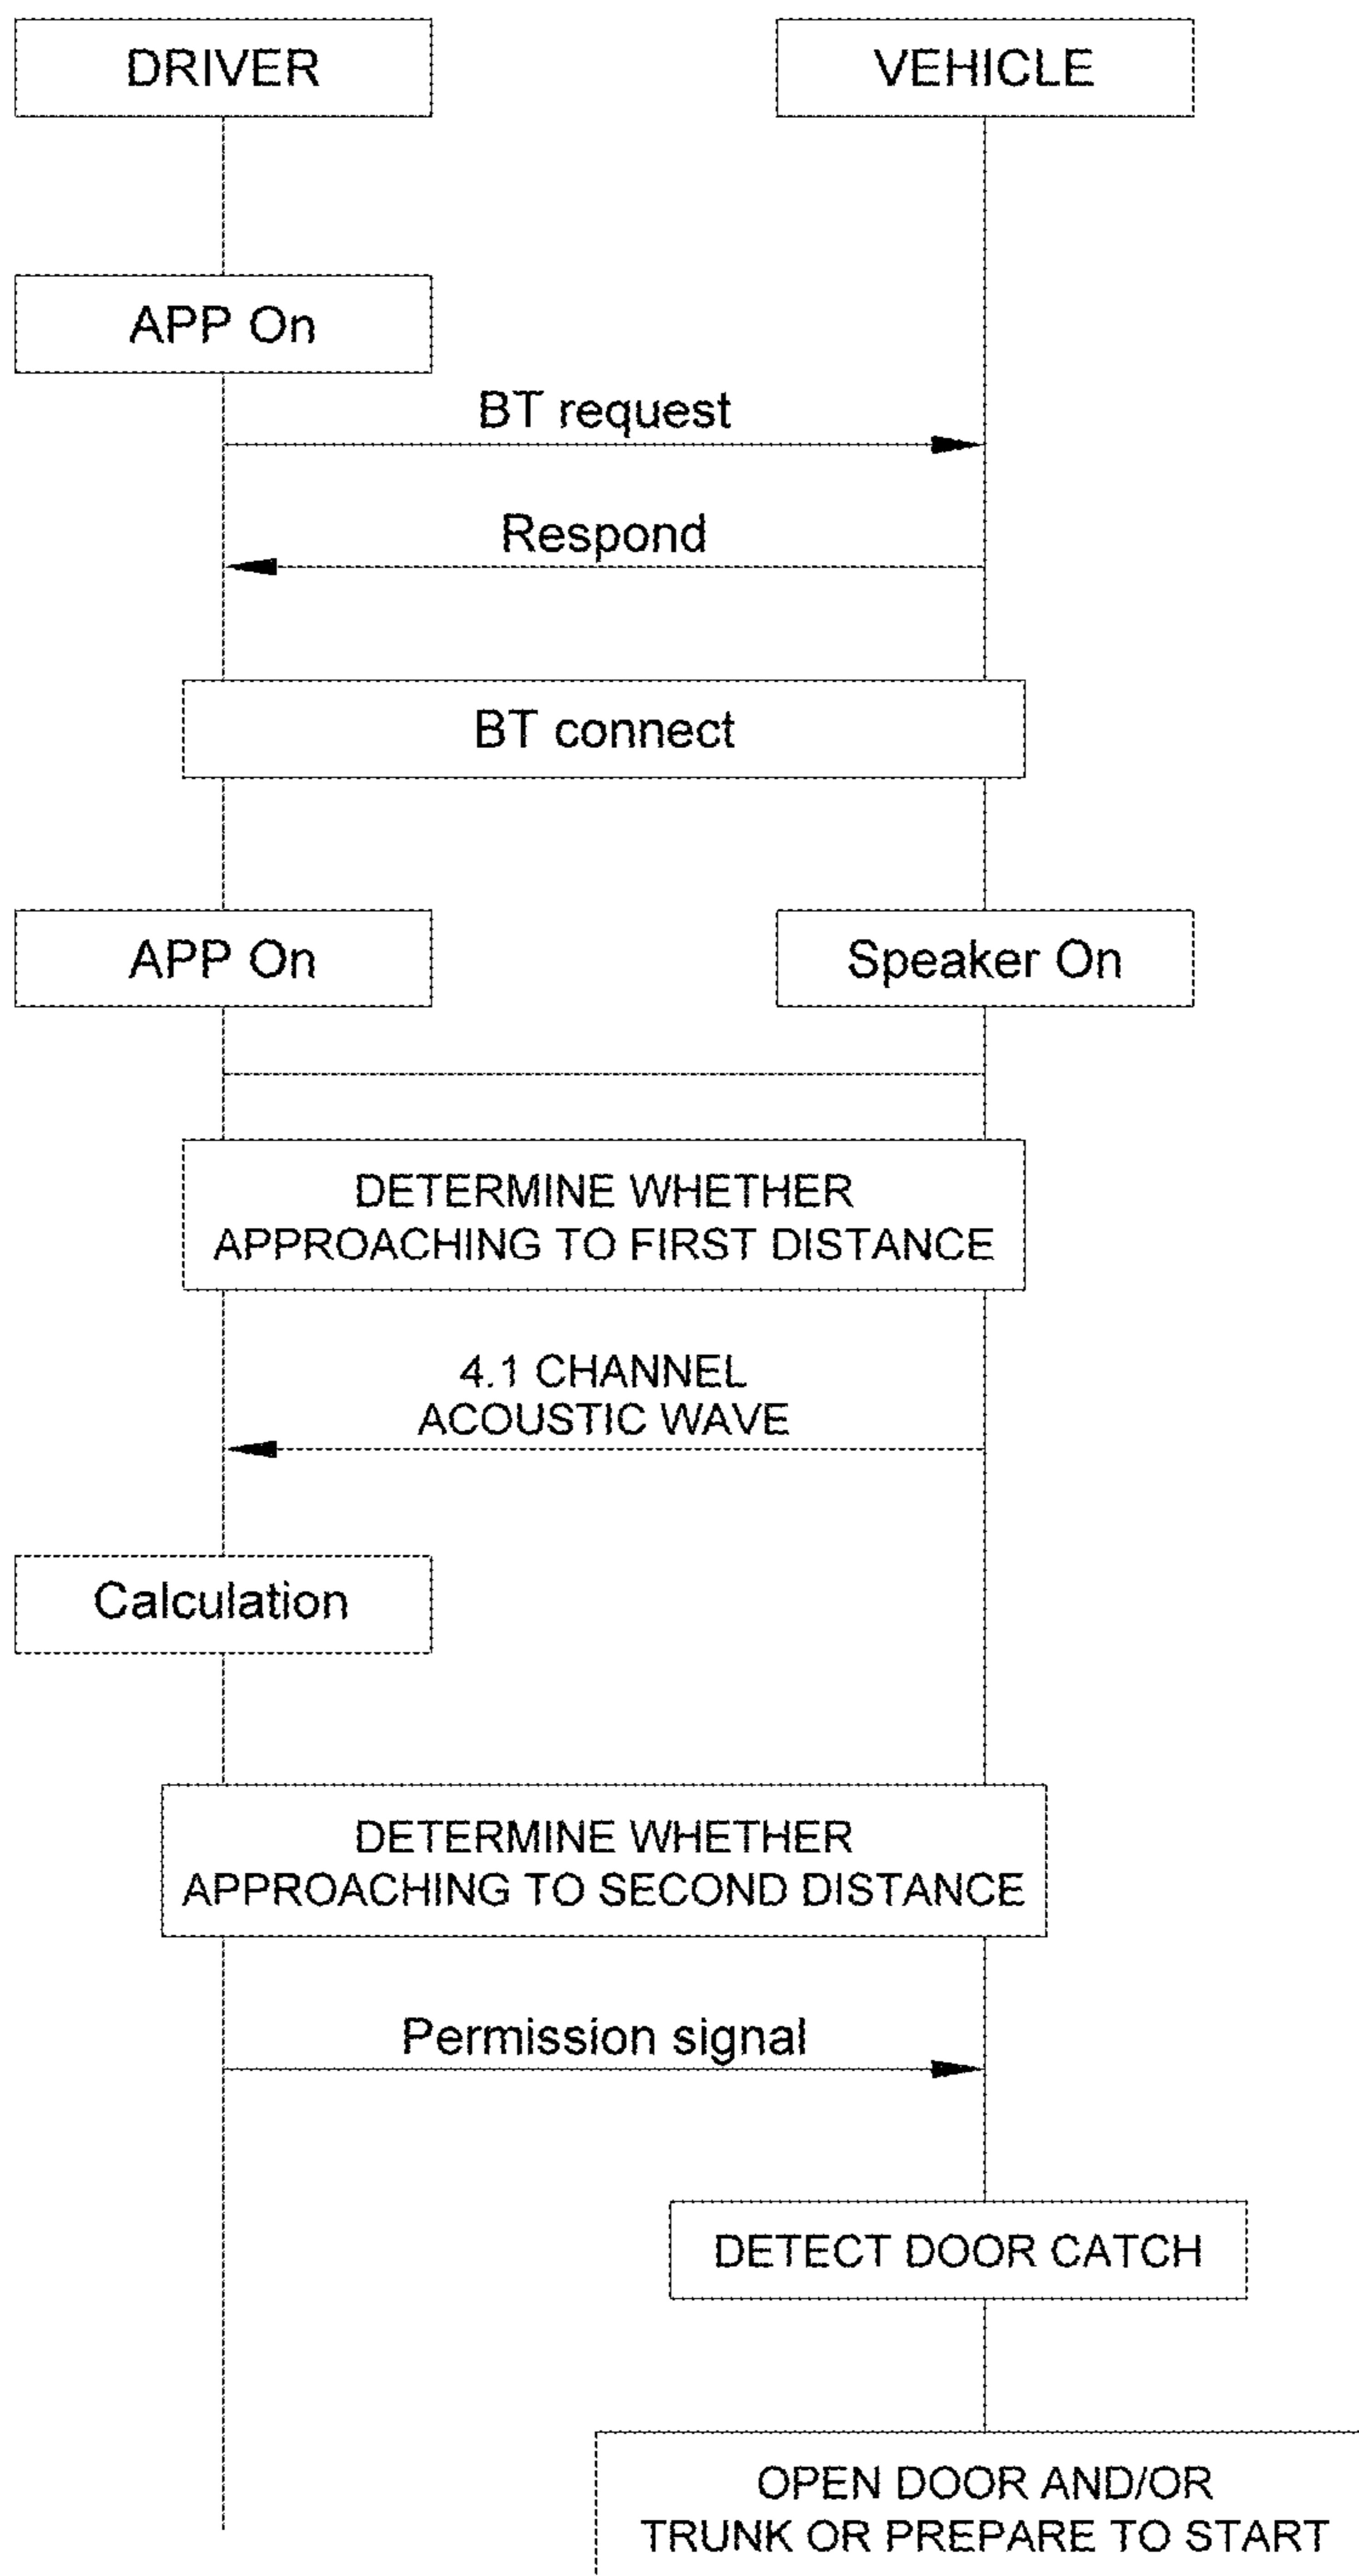 DRIVER
VEHICLE
APP On
BT request
Respond
BT connect
APP On
Speaker On
DETERMINE WHETHER
APPROACHING TO FIRST DISTANCE
4.1 CHANNEL
ACOUSTIC WAVE
Calculation
DETERMINE WHETHER
APPROACHING TO SECOND DISTANCE
Permission signal
DETECT DOOR CATCH
OPEN DOOR AND/OR
TRUNK OR PREPARE TO START